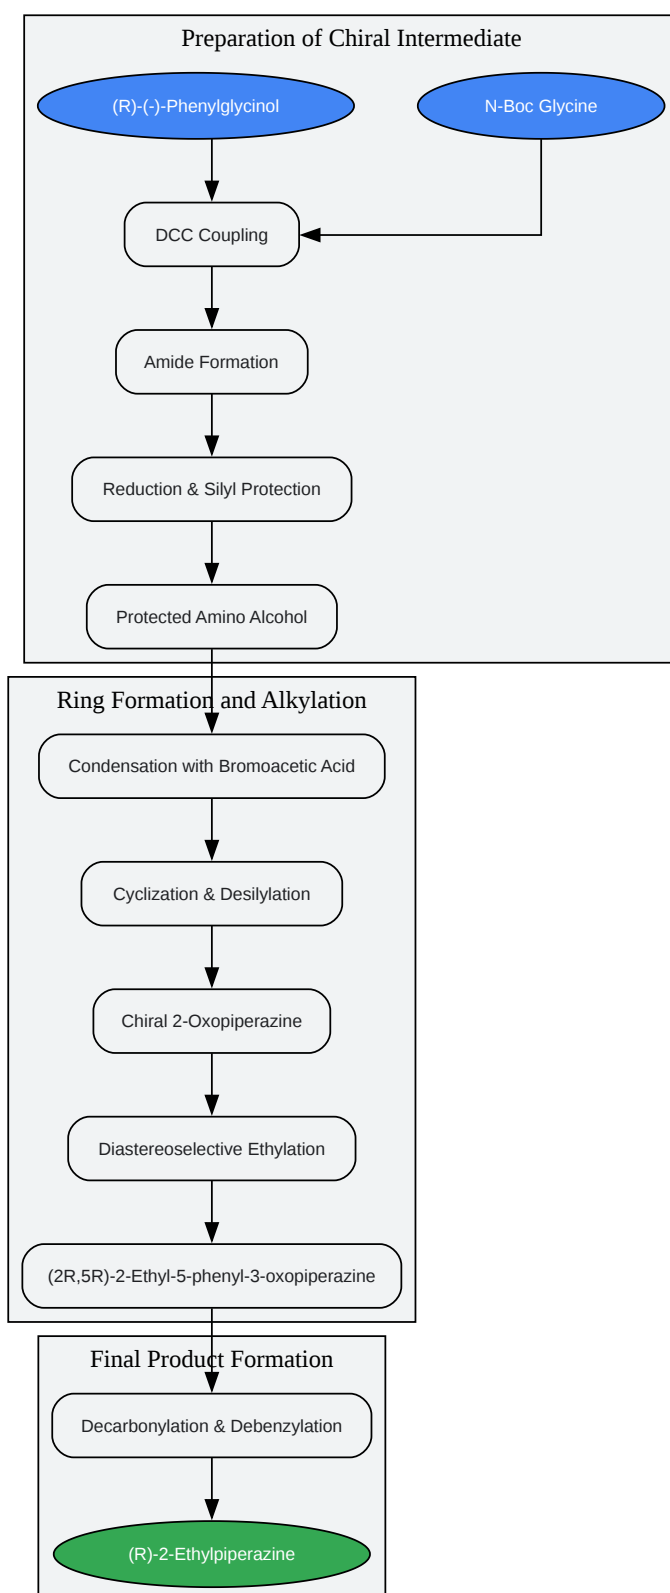 Preparation of Chiral Intermediate
(R)-(-)-Phenylglycinol
N-Boc Glycine
DCC Coupling
Amide Formation
Reduction & Silyl Protection
Protected Amino Alcohol
Ring Formation and Alkylation
Condensation with Bromoacetic Acid
Cyclization & Desilylation
Chiral 2-Oxopiperazine
Diastereoselective Ethylation
(2R,5R)-2-Ethyl-5-phenyl-3-oxopiperazine
Final Product Formation
Decarbonylation & Debenzylation
(R)-2-Ethylpiperazine